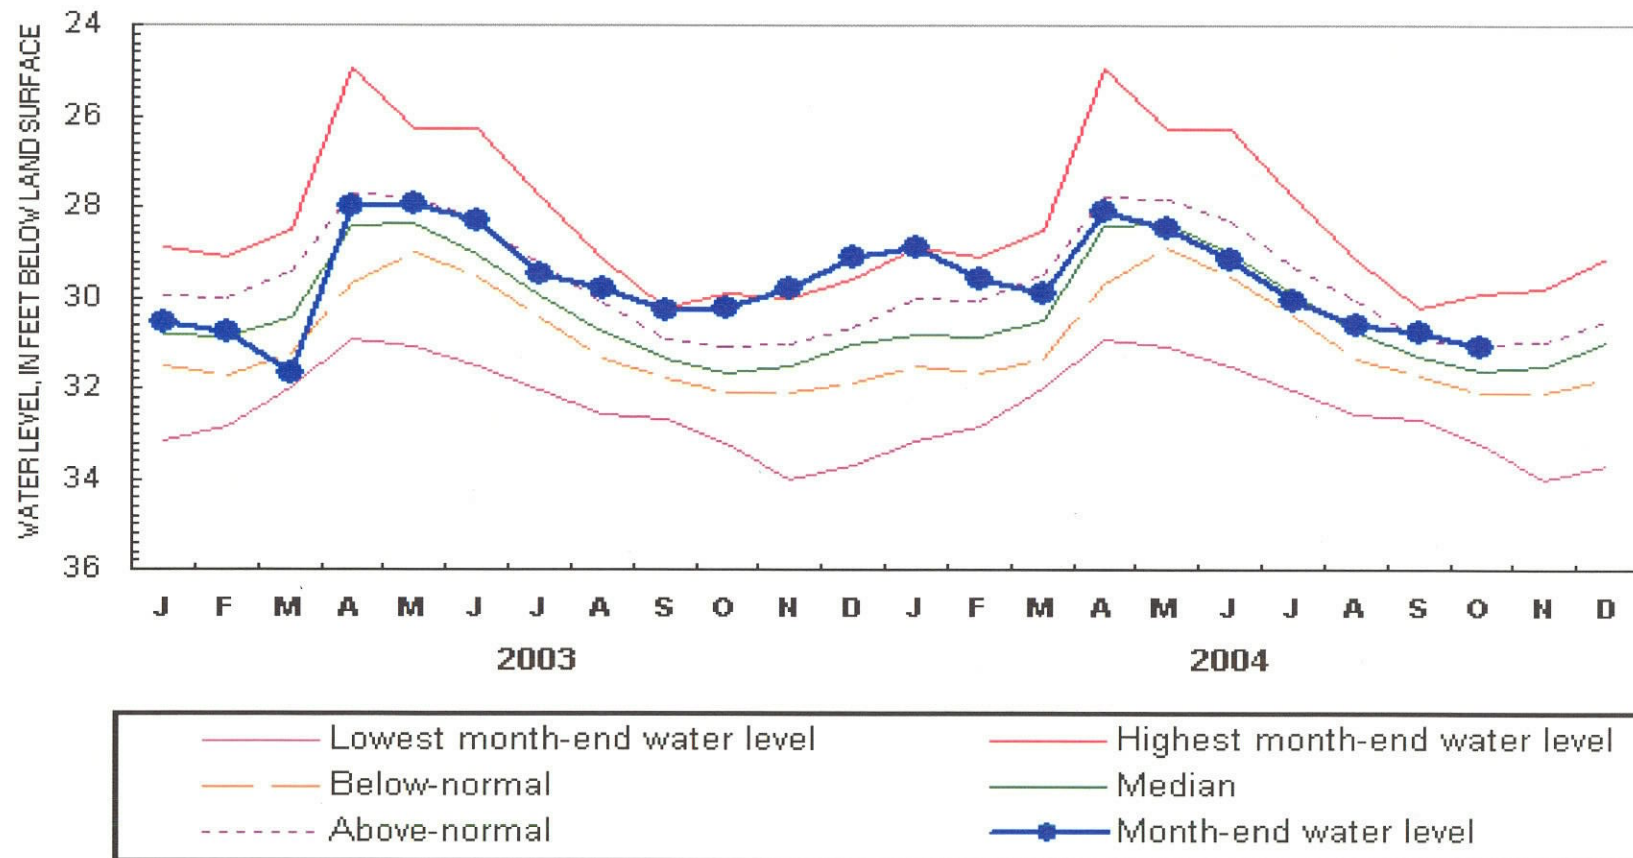 WATER LEVEL, IN FEET BELOW LAND SURFACE
24
26
28
30
32
34
36
J F M A M J J A S O N D J F M A M J J A S O N D
2003 2004
Lowest month-end water level Highest month-end water level
Below-normal Median
Above-normal Month-end water level